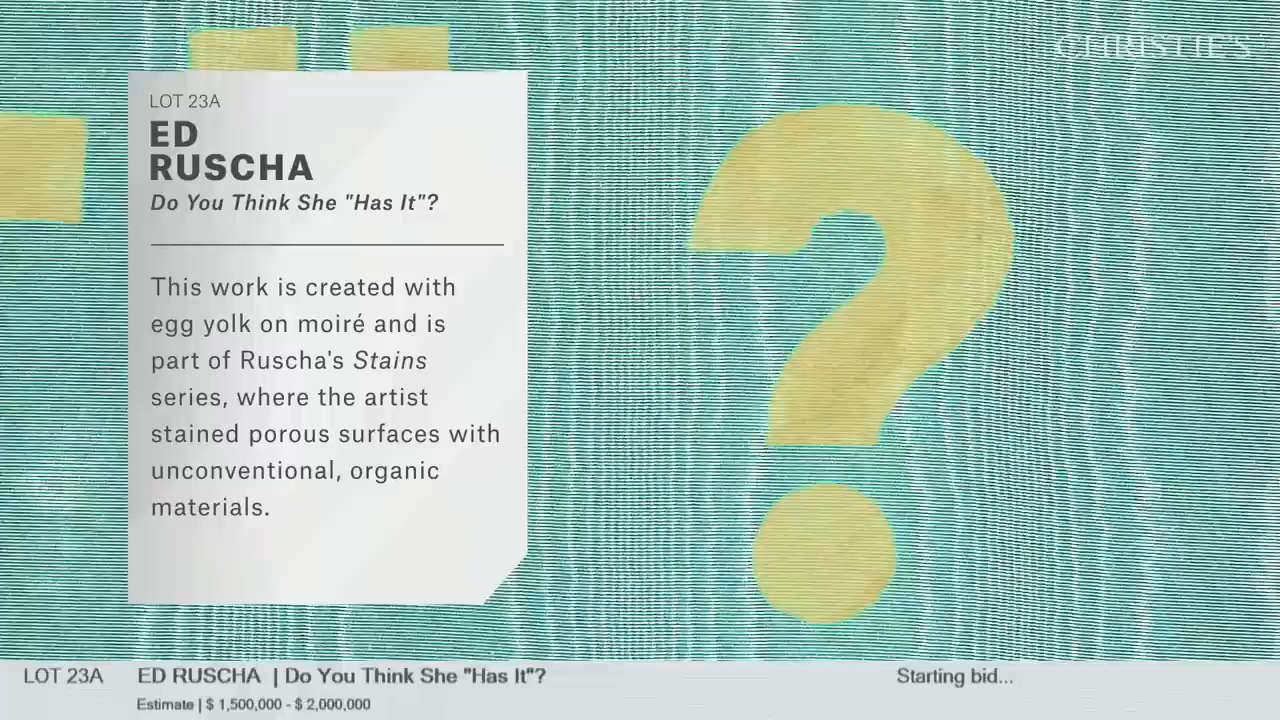 CHRISTIE'S
LOT 23A
ED
RUSCHA
Do You Think She "Has It"?
This work is created with
egg yolk on moiré and is
part of Ruscha's Stains
series, where the artist
stained porous surfaces with
unconventional, organic
materials.
"
?
LOT 23A ED RUSCHA | Do You Think She "Has It"? Starting bid...
Estimate | $ 1,500,000 - $ 2,000,000